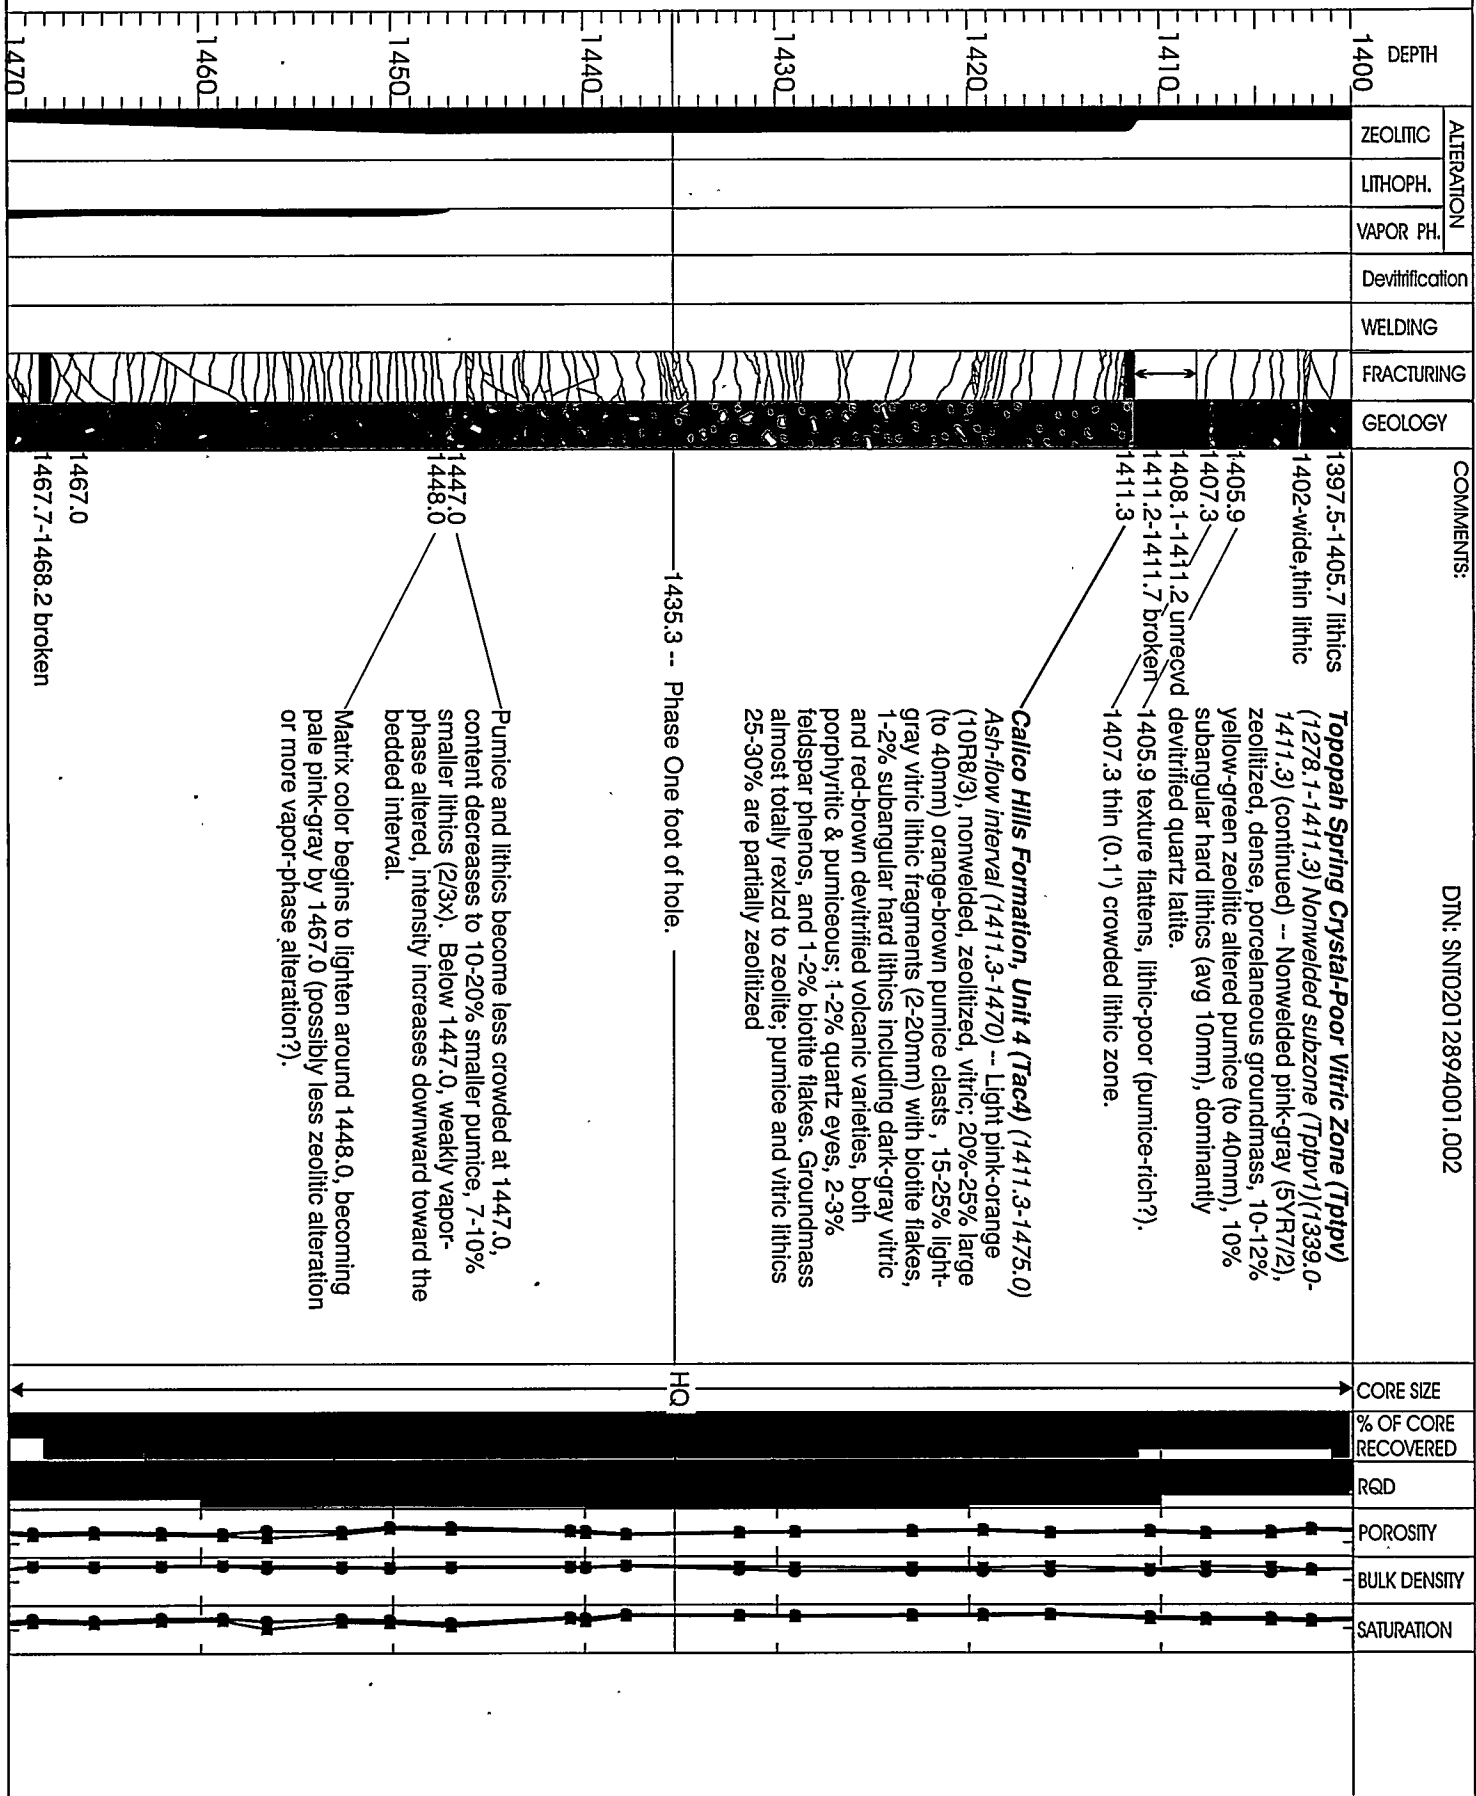 DEPTH
ALTERATION
ZEOLITIC
LITHOPH.
VAPOR PH.
Devitrification
WELDING
FRACTURING
GEOLOGY
COMMENTS:
DTN: SNT02012894001.002
CORE SIZE
% OF CORE
RECOVERED
RQD
POROSITY
BULK DENSITY
SATURATION
1400
1410
1420
1430
1440
1450
1460
1470
1397.5-1405.7 lithics
1402-wide,thin lithic
1405.9
1407.3
1408.1-1411.2 unrecvd
1411.2-1411.7 broken
1411.3
Topopah Spring Crystal-Poor Vitric Zone (Tptpv)
(1278.1-1411.3) Nonwelded subzone (Tptpv1)(1339.0-
1411.3) (continued) -- Nonwelded pink-gray (5YR7/2),
zeolitized, dense, porcelaneous groundmass, 10-12%
yellow-green zeolitic altered pumice (to 40mm), 10%
subangular hard lithics (avg 10mm), dominantly
devitrified quartz latite.
1405.9 texture flattens, lithic-poor (pumice-rich?).
1407.3 thin (0.1') crowded lithic zone.
Calico Hills Formation, Unit 4 (Tac4) (1411.3-1475.0)
Ash-flow interval (1411.3-1470) -- Light pink-orange
(10R8/3), nonwelded, zeolitized, vitric; 20%-25% large
(to 40mm) orange-brown pumice clasts , 15-25% light-
gray vitric lithic fragments (2-20mm) with biotite flakes,
1-2% subangular hard lithics including dark-gray vitric
and red-brown devitrified volcanic varieties, both
porphyritic & pumiceous; 1-2% quartz eyes, 2-3%
feldspar phenos, and 1-2% biotite flakes. Groundmass
almost totally rexlzd to zeolite; pumice and vitric lithics
25-30% are partially zeolitized
1435.3 -- Phase One foot of hole.
HQ
1447.0
1448.0
Pumice and lithics become less crowded at 1447.0,
content decreases to 10-20% smaller pumice, 7-10%
smaller lithics (2/3x). Below 1447.0, weakly vapor-
phase altered, intensity increases downward toward the
bedded interval.
Matrix color begins to lighten around 1448.0, becoming
pale pink-gray by 1467.0 (possibly less zeolitic alteration
or more vapor-phase alteration?).
1467.0
1467.7-1468.2 broken